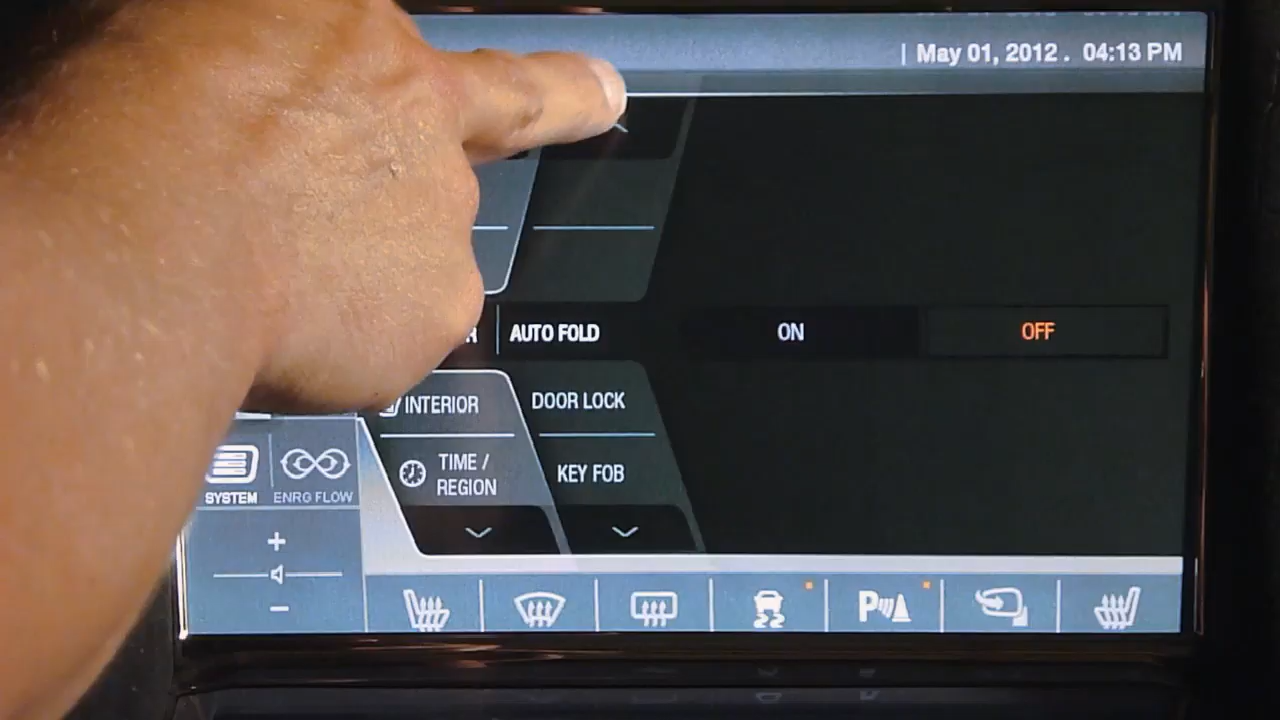 | May 01, 2012 . 04:13 PM
AUTO FOLD
ON
OFF
INTERIOR
DOOR LOCK
TIME /
REGION
KEY FOB
SYSTEM
ENRG FLOW
+
−
P